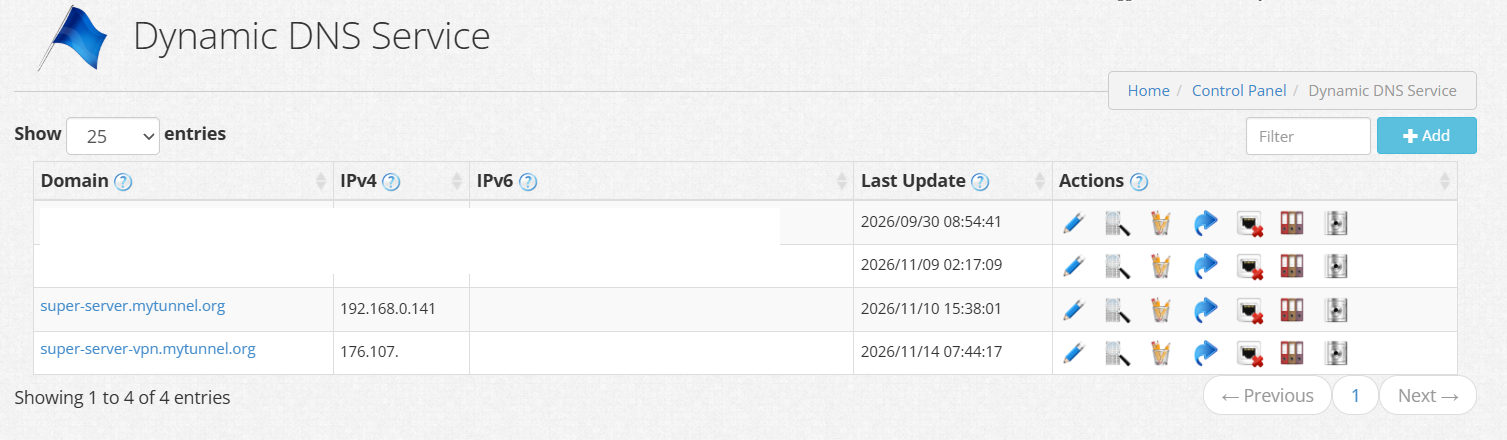 Dynamic DNS Service
Home / Control Panel / Dynamic DNS Service
Show 25 entries
Filter
Add
Domain IPv4 IPv6 Last Update Actions
2026/09/30 08:54:41
2026/11/09 02:17:09
super-server.mytunnel.org 192.168.0.141 2026/11/10 15:38:01
super-server-vpn.mytunnel.org 176.107. 2026/11/14 07:44:17
Showing 1 to 4 of 4 entries
← Previous 1 Next →